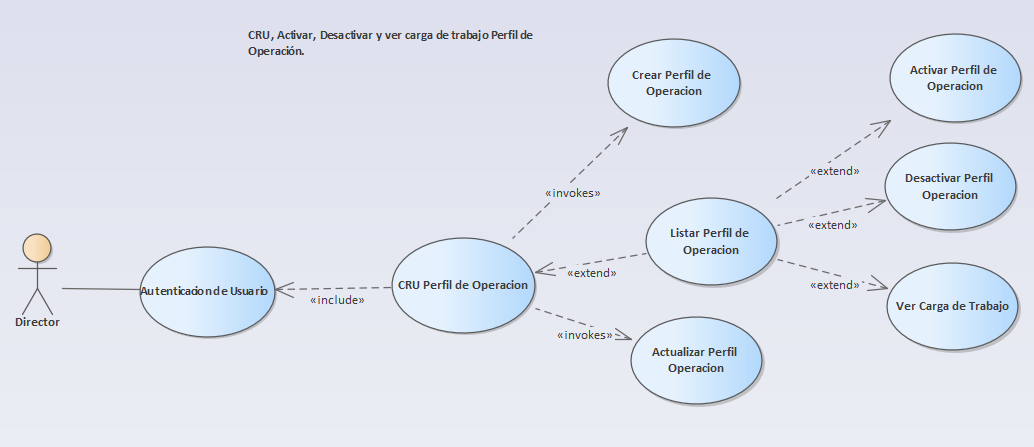 CRU, Activar, Desactivar y ver carga de trabajo Perfil de
Operación.
Crear Perfil de
Operacion
Activar Perfil de
Operacion
«extend»
Desactivar Perfil
Operacion
«invokes»
«extend»
Listar Perfil de
Operacion
«extend»
CRU Perfil de Operacion
«extend»
Autenticacion de Usuario
«include»
Ver Carga de Trabajo
Director
«invokes»
Actualizar Perfil
Operacion